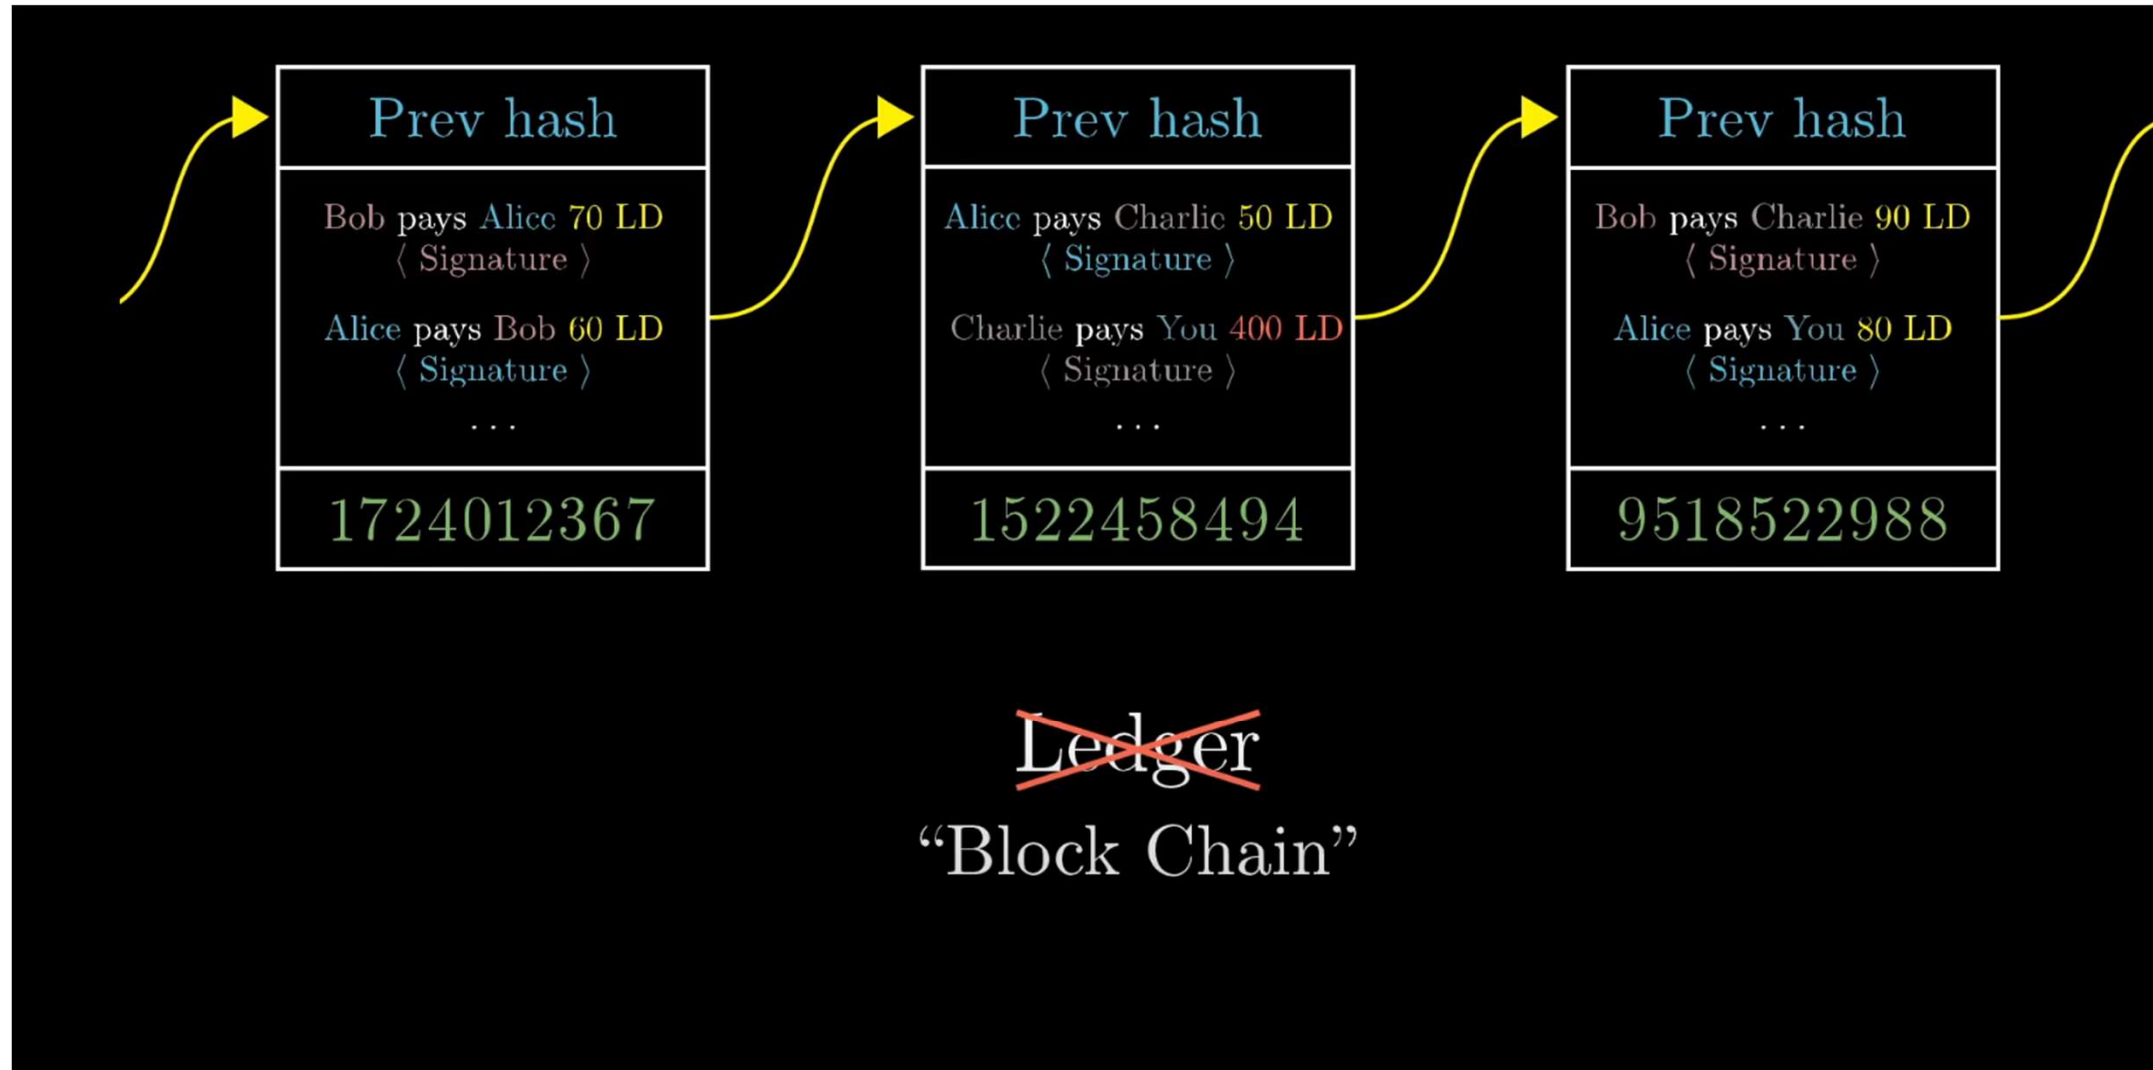 Prev hash
Bob pays Alice 70 LD
⟨ Signature ⟩
Alice pays Bob 60 LD
⟨ Signature ⟩
...
1724012367
Prev hash
Alice pays Charlie 50 LD
⟨ Signature ⟩
Charlie pays You 400 LD
⟨ Signature ⟩
...
1522458494
Prev hash
Bob pays Charlie 90 LD
⟨ Signature ⟩
Alice pays You 80 LD
⟨ Signature ⟩
...
9518522988
Ledger
“Block Chain”